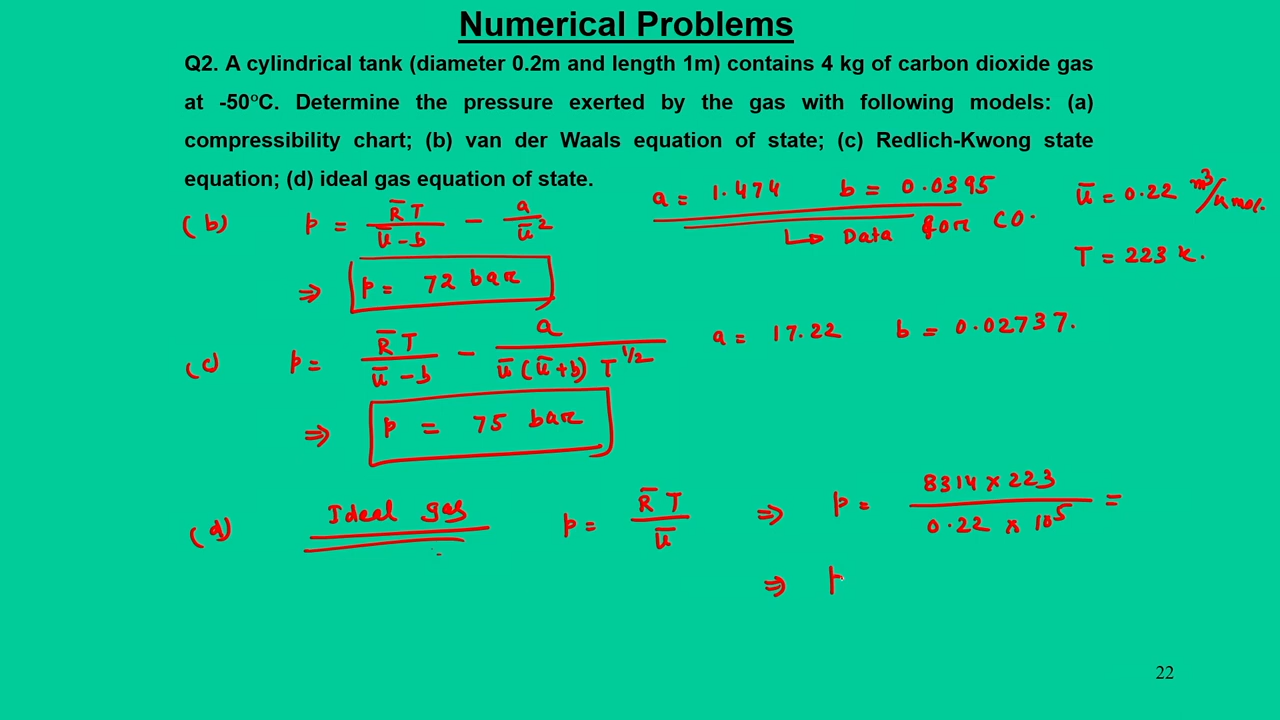 Numerical Problems
Q2. A cylindrical tank (diameter 0.2m and length 1m) contains 4 kg of carbon dioxide gas
at -50°C. Determine the pressure exerted by the gas with following models: (a)
compressibility chart; (b) van der Waals equation of state; (c) Redlich-Kwong state
equation; (d) ideal gas equation of state.
a = 1.474 b = 0.0395
↳ Data for CO.
ῡ = 0.22 m³/kmol.
T = 223 K.
(b) p = R̄T/(ῡ - b) - a/ῡ²
⇒ p = 72 bar
(c) p = R̄T/(ῡ - b) - a/(ῡ(ῡ+b) T^1/2) a = 17.22 b = 0.02737.
⇒ p = 75 bar
(d) Ideal gas p = R̄T/ῡ ⇒ p = (8314 × 223)/(0.22 × 10⁵) =
⇒
22